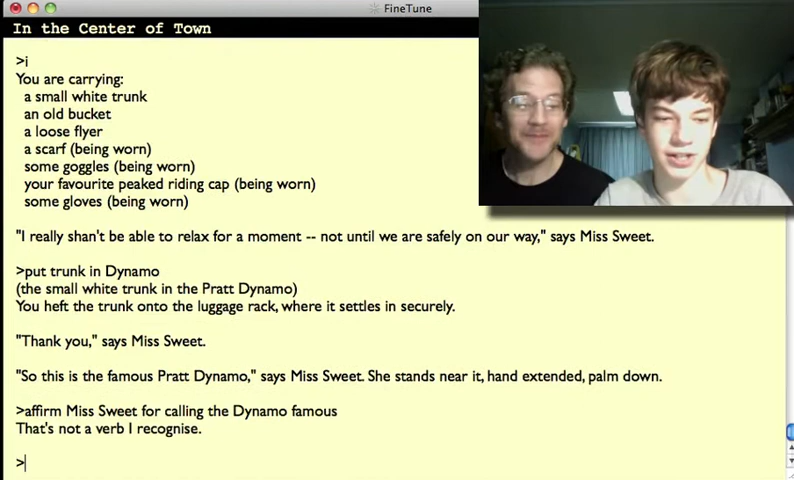 FineTune
In the Center of Town
>i
You are carrying:
a small white trunk
an old bucket
a loose flyer
a scarf (being worn)
some goggles (being worn)
your favourite peaked riding cap (being worn)
some gloves (being worn)
"I really shan't be able to relax for a moment -- not until we are safely on our way," says Miss Sweet.
>put trunk in Dynamo
(the small white trunk in the Pratt Dynamo)
You heft the trunk onto the luggage rack, where it settles in securely.
"Thank you," says Miss Sweet.
"So this is the famous Pratt Dynamo," says Miss Sweet. She stands near it, hand extended, palm down.
>affirm Miss Sweet for calling the Dynamo famous
That's not a verb I recognise.
>